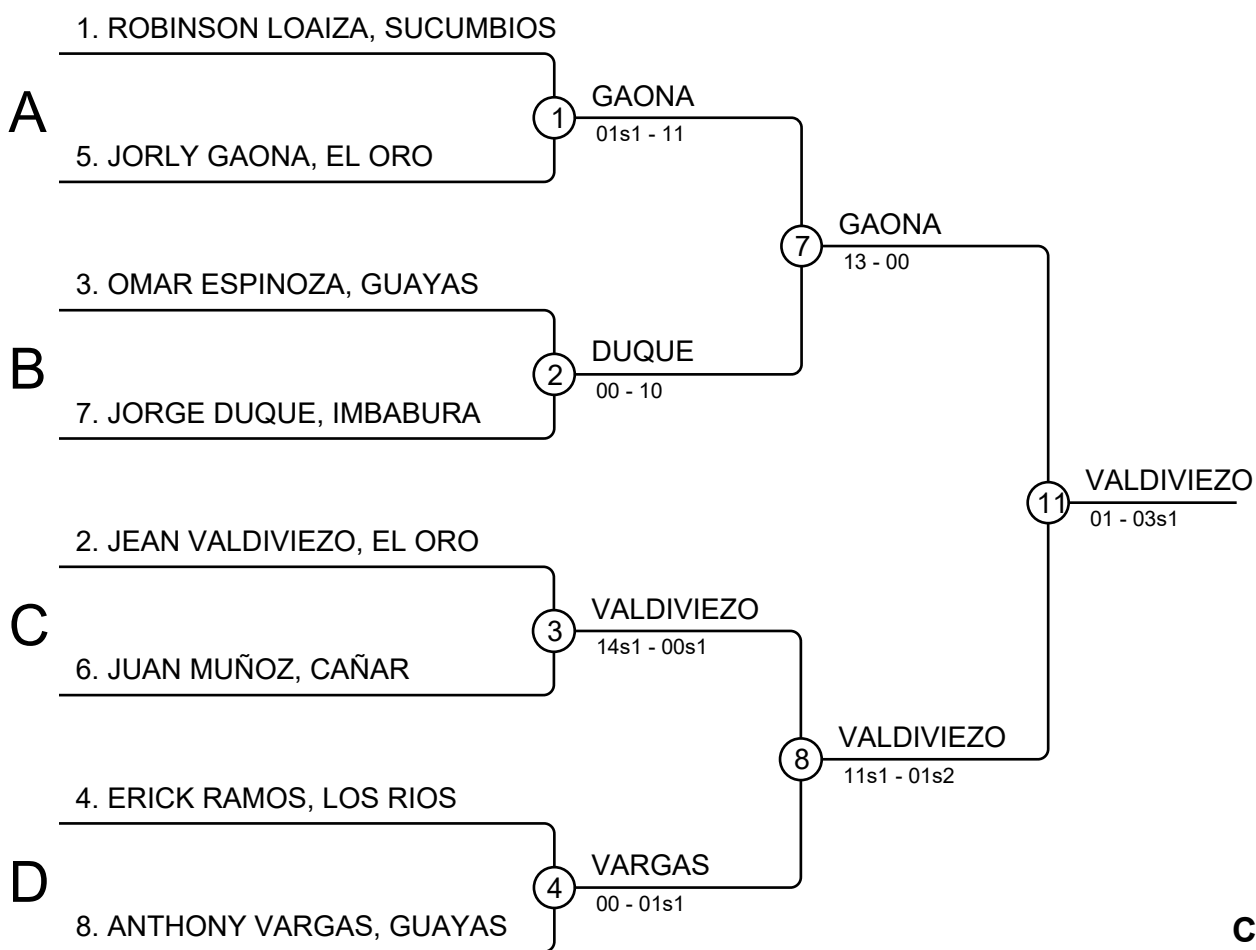 1. ROBINSON LOAIZA, SUCUMBIOS
A
1
GAONA
01s1 - 11
5. JORLY GAONA, EL ORO
7
GAONA
13 - 00
3. OMAR ESPINOZA, GUAYAS
B
2
DUQUE
00 - 10
7. JORGE DUQUE, IMBABURA
11
VALDIVIEZO
01 - 03s1
2. JEAN VALDIVIEZO, EL ORO
C
3
VALDIVIEZO
14s1 - 00s1
6. JUAN MUÑOZ, CAÑAR
8
VALDIVIEZO
11s1 - 01s2
4. ERICK RAMOS, LOS RIOS
D
4
VARGAS
00 - 01s1
8. ANTHONY VARGAS, GUAYAS
C